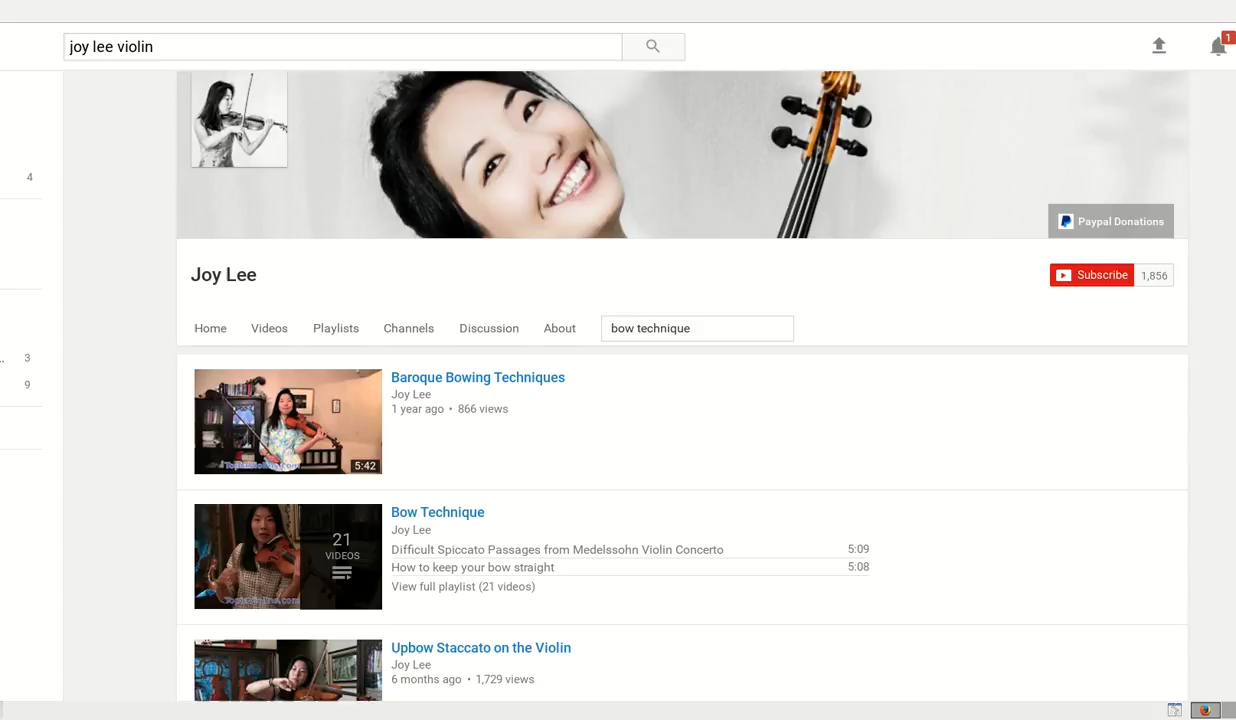 joy lee violin
1
4
Paypal Donations
Joy Lee
Subscribe 1,856
Home Videos Playlists Channels Discussion About bow technique
.. 3
9
Baroque Bowing Techniques
Joy Lee
1 year ago • 866 views
5:42
Bow Technique
Joy Lee
21
VIDEOS
Difficult Spiccato Passages from Medelssohn Violin Concerto 5:09
How to keep your bow straight 5:08
View full playlist (21 videos)
Upbow Staccato on the Violin
Joy Lee
6 months ago • 1,729 views